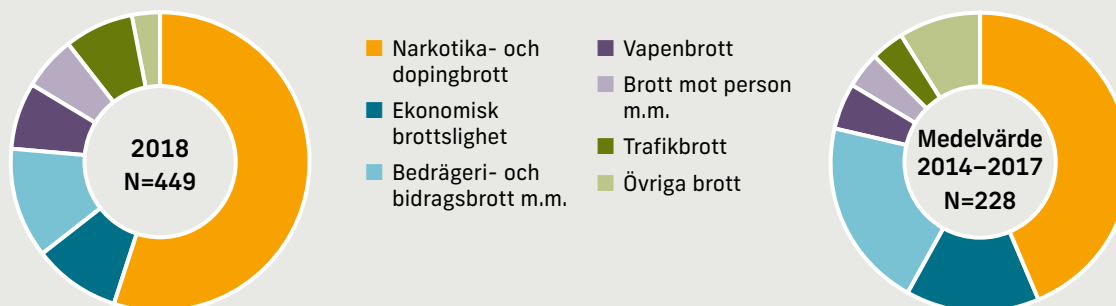 2018
N=449
Narkotika- och
dopingbrott
Ekonomisk
brottslighet
Bedrägeri- och
bidragsbrott m.m.
Vapenbrott
Brott mot person
m.m.
Trafikbrott
Övriga brott
Medelvärde
2014–2017
N=228